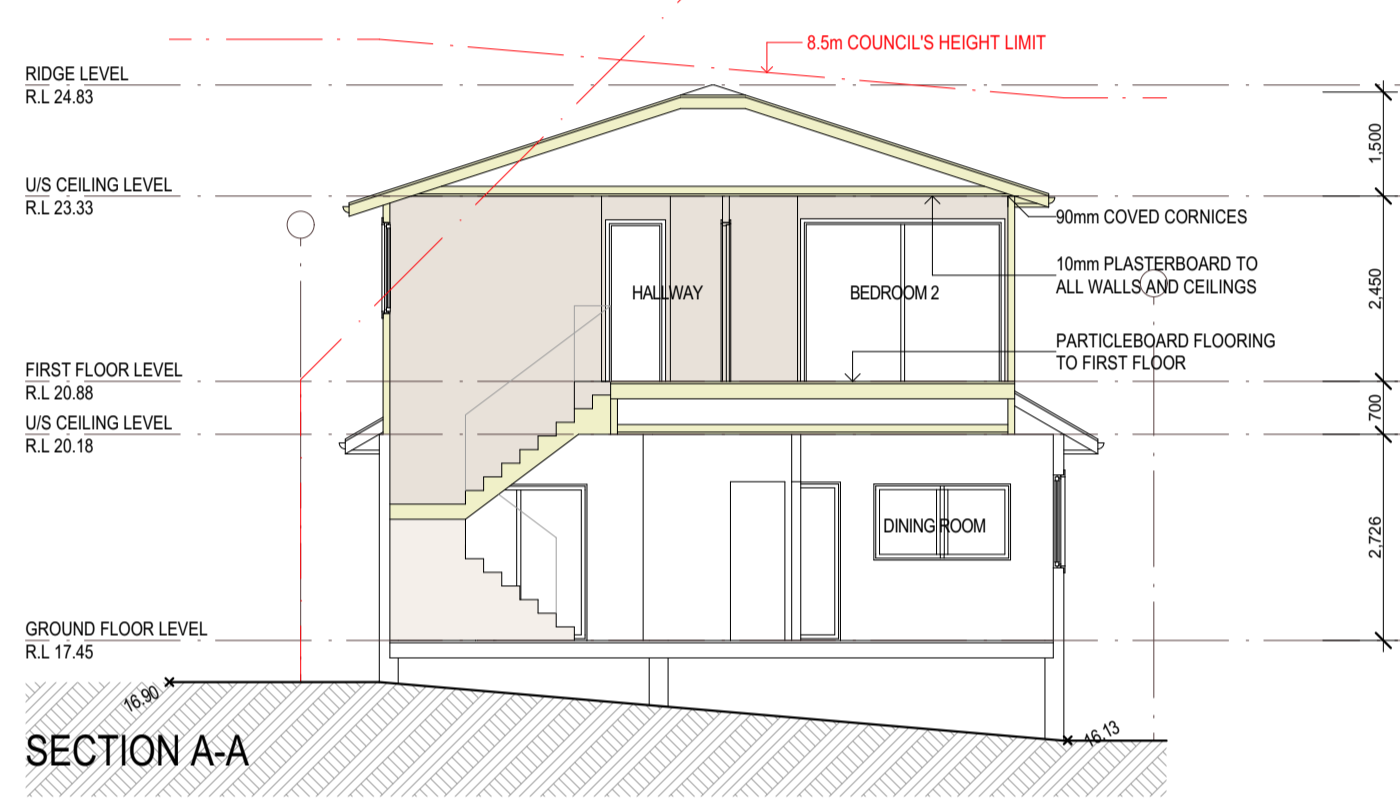 8.5m COUNCIL'S HEIGHT LIMIT
RIDGE LEVEL
R.L 24.83
1,500
U/S CEILING LEVEL
R.L 23.33
90mm COVED CORNICES
10mm PLASTERBOARD TO
ALL WALLS AND CEILINGS
HALLWAY
BEDROOM 2
2,450
PARTICLEBOARD FLOORING
TO FIRST FLOOR
FIRST FLOOR LEVEL
R.L 20.88
700
U/S CEILING LEVEL
R.L 20.18
DINING ROOM
2,726
GROUND FLOOR LEVEL
R.L 17.45
16.90
16.13
SECTION A-A